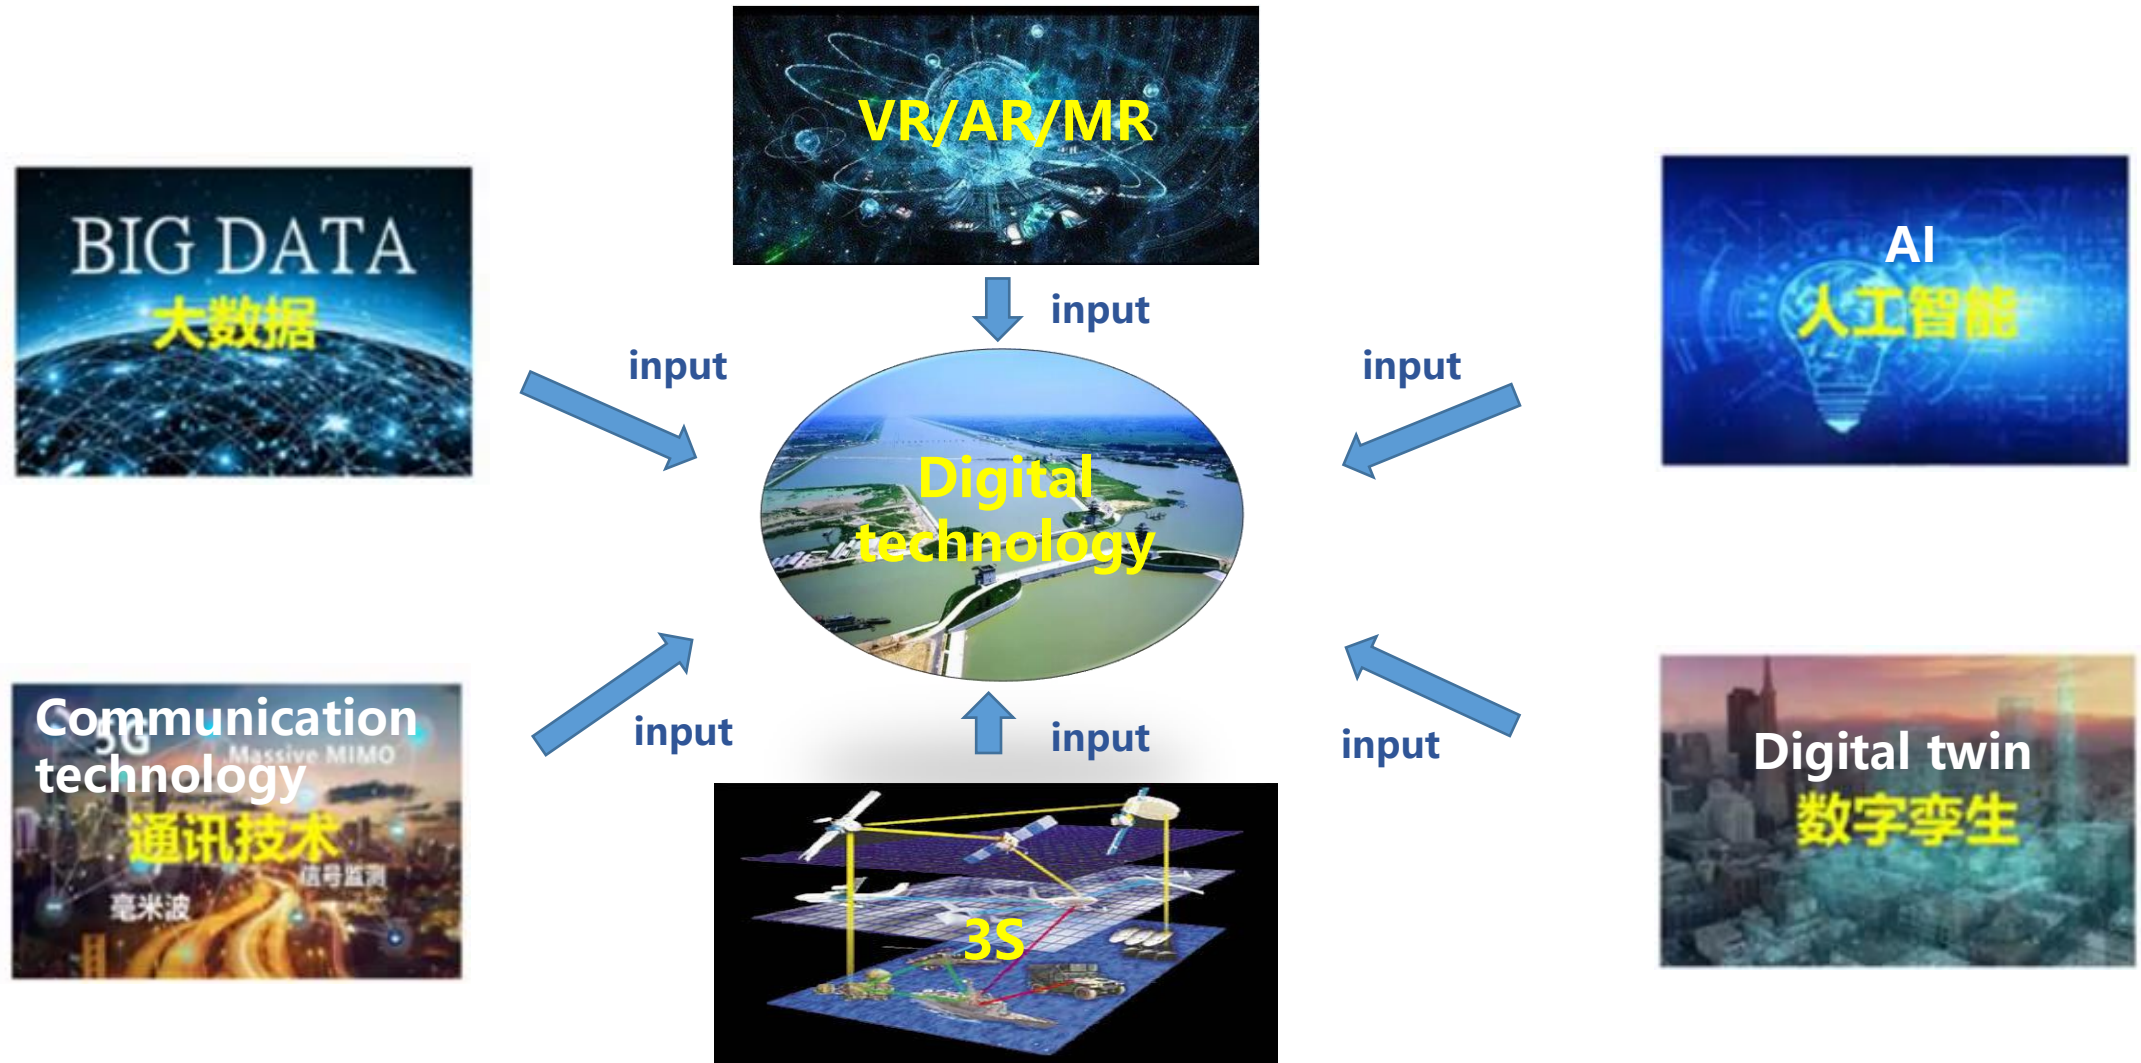 VR/AR/MR
BIG DATA
大数据
AI
人工智能
input
input
input
Digital
technology
Communication
technology
5G
Massive MIMO
通讯技术
信号监测
毫米波
input
input
input
Digital twin
数字孪生
3S